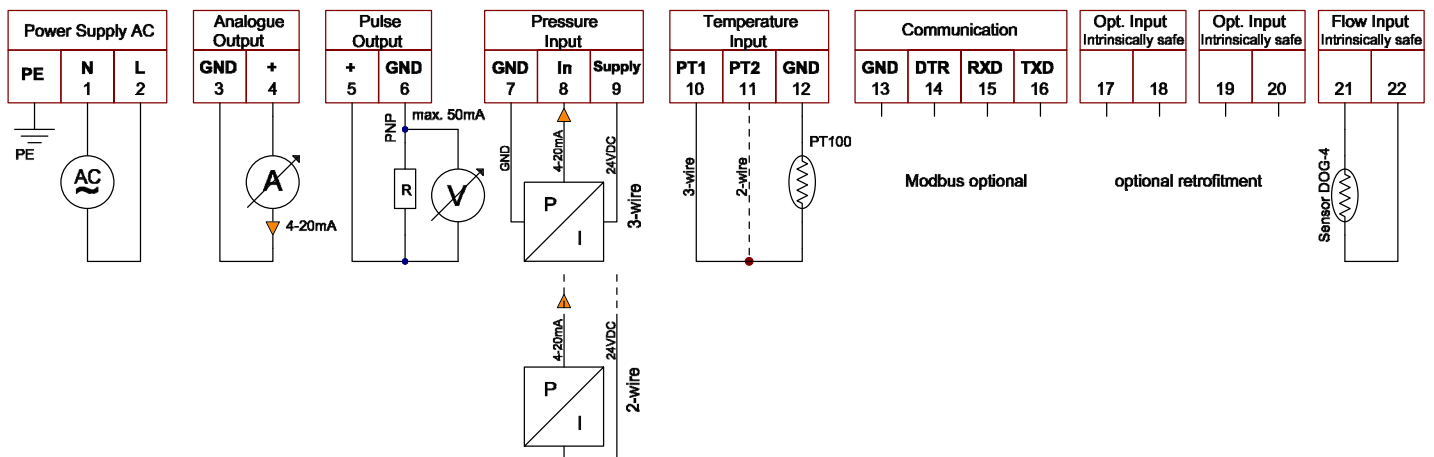 Power Supply AC
PE
N
1
L
2
PE
AC
Analogue
Output
GND
3
+
4
A
4-20mA
Pulse
Output
+
5
GND
6
PNP
max. 50mA
R
V
Pressure
Input
GND
7
In
8
Supply
9
GND
4-20mA
24VDC
P
I
3-wire
4-20mA
24VDC
P
I
2-wire
Temperature
Input
PT1
10
PT2
11
GND
12
3-wire
2-wire
PT100
Communication
GND
13
DTR
14
RXD
15
TXD
16
Modbus optional
Opt. Input
Intrinsically safe
17
18
Opt. Input
Intrinsically safe
19
20
optional retrofitment
Flow Input
Intrinsically safe
21
22
Sensor DOG-4